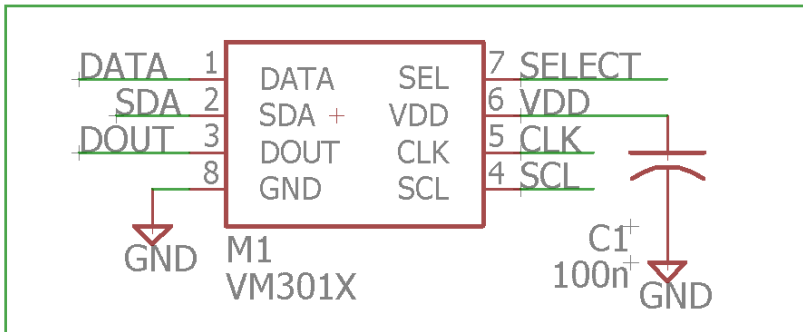 DATA 1 DATA SEL 7 SELECT
SDA 2 SDA VDD 6 VDD
DOUT 3 DOUT CLK 5 CLK
8 GND SCL 4 SCL
GND
M1
VM301X
C1
100n
GND